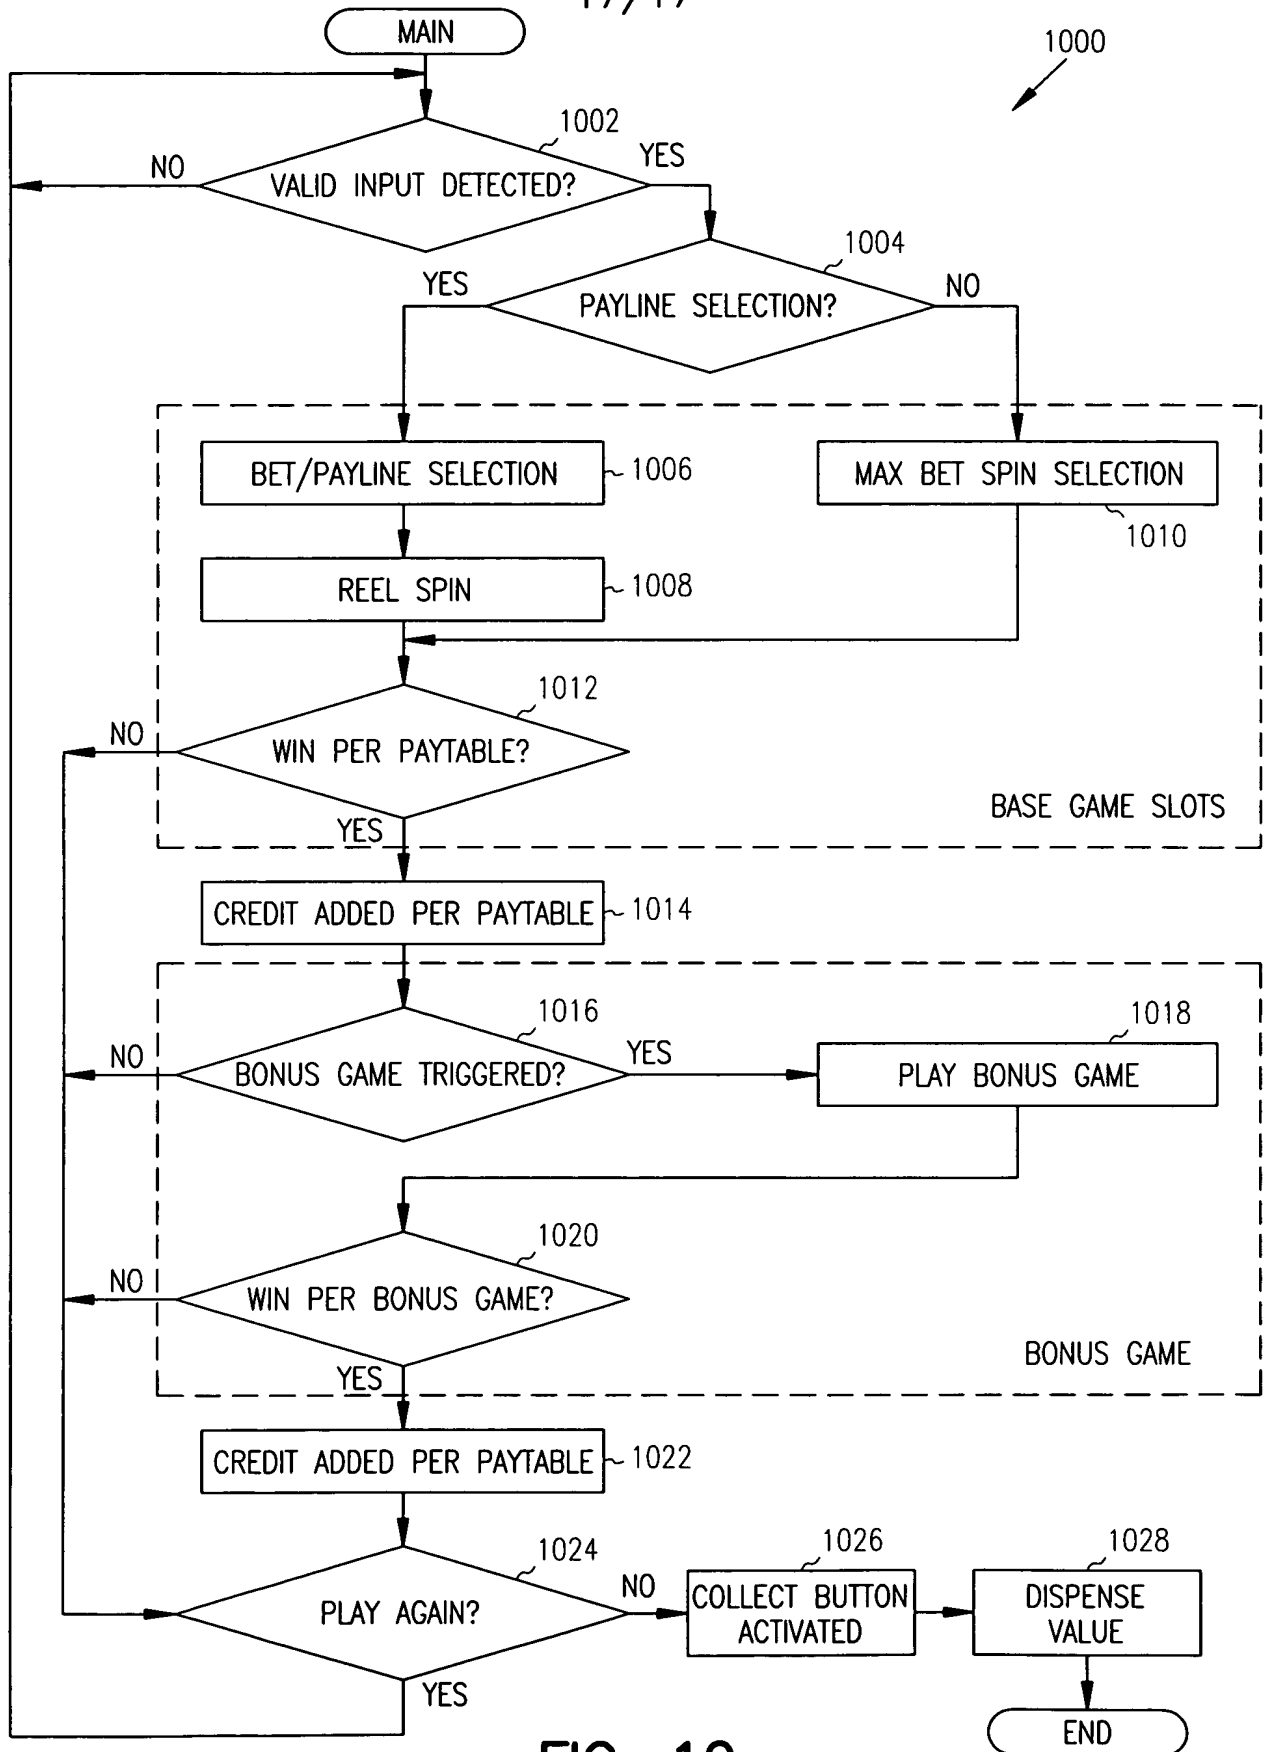 17/17
MAIN
1000
1002
NO
YES
VALID INPUT DETECTED?
1004
YES
NO
PAYLINE SELECTION?
BET/PAYLINE SELECTION
1006
MAX BET SPIN SELECTION
1010
REEL SPIN
1008
1012
NO
WIN PER PAYTABLE?
BASE GAME SLOTS
YES
CREDIT ADDED PER PAYTABLE
1014
1016
1018
NO
YES
BONUS GAME TRIGGERED?
PLAY BONUS GAME
1020
NO
WIN PER BONUS GAME?
BONUS GAME
YES
CREDIT ADDED PER PAYTABLE
1022
1024
1026
1028
NO
PLAY AGAIN?
COLLECT BUTTON
ACTIVATED
DISPENSE
VALUE
YES
END